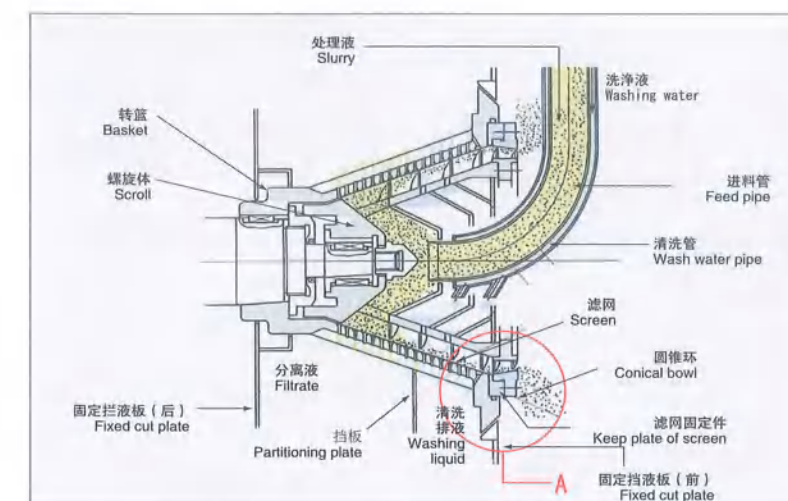 处理液
Slurry
洗净液
Washing water
转篮
Basket
螺旋体
Scroll
进料管
Feed pipe
清洗管
Wash water pipe
滤网
Screen
圆锥环
Conical bowl
分离液
Filtrate
固定拦液板（后）
Fixed cut plate
挡板
Partitioning plate
清洗
排液
Washing
liquid
滤网固定件
Keep plate of screen
固定挡液板（前）
Fixed cut plate
A